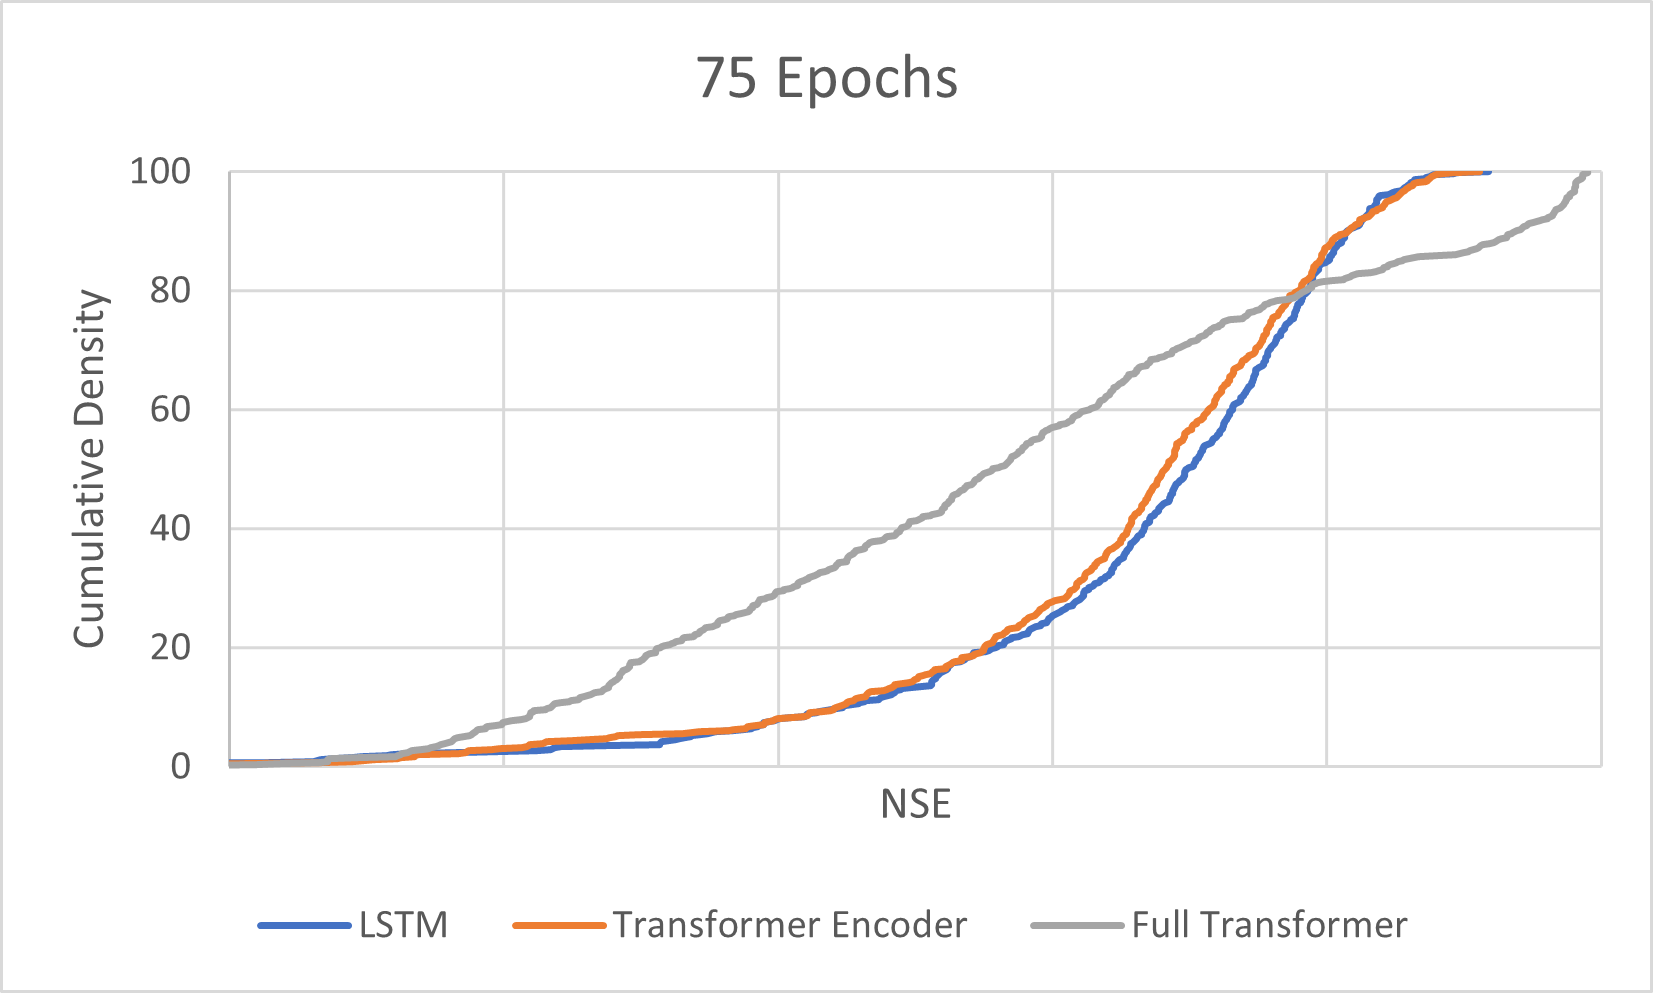 75 Epochs
Cumulative Density
100
80
60
40
20
0
NSE
LSTM
Transformer Encoder
Full Transformer